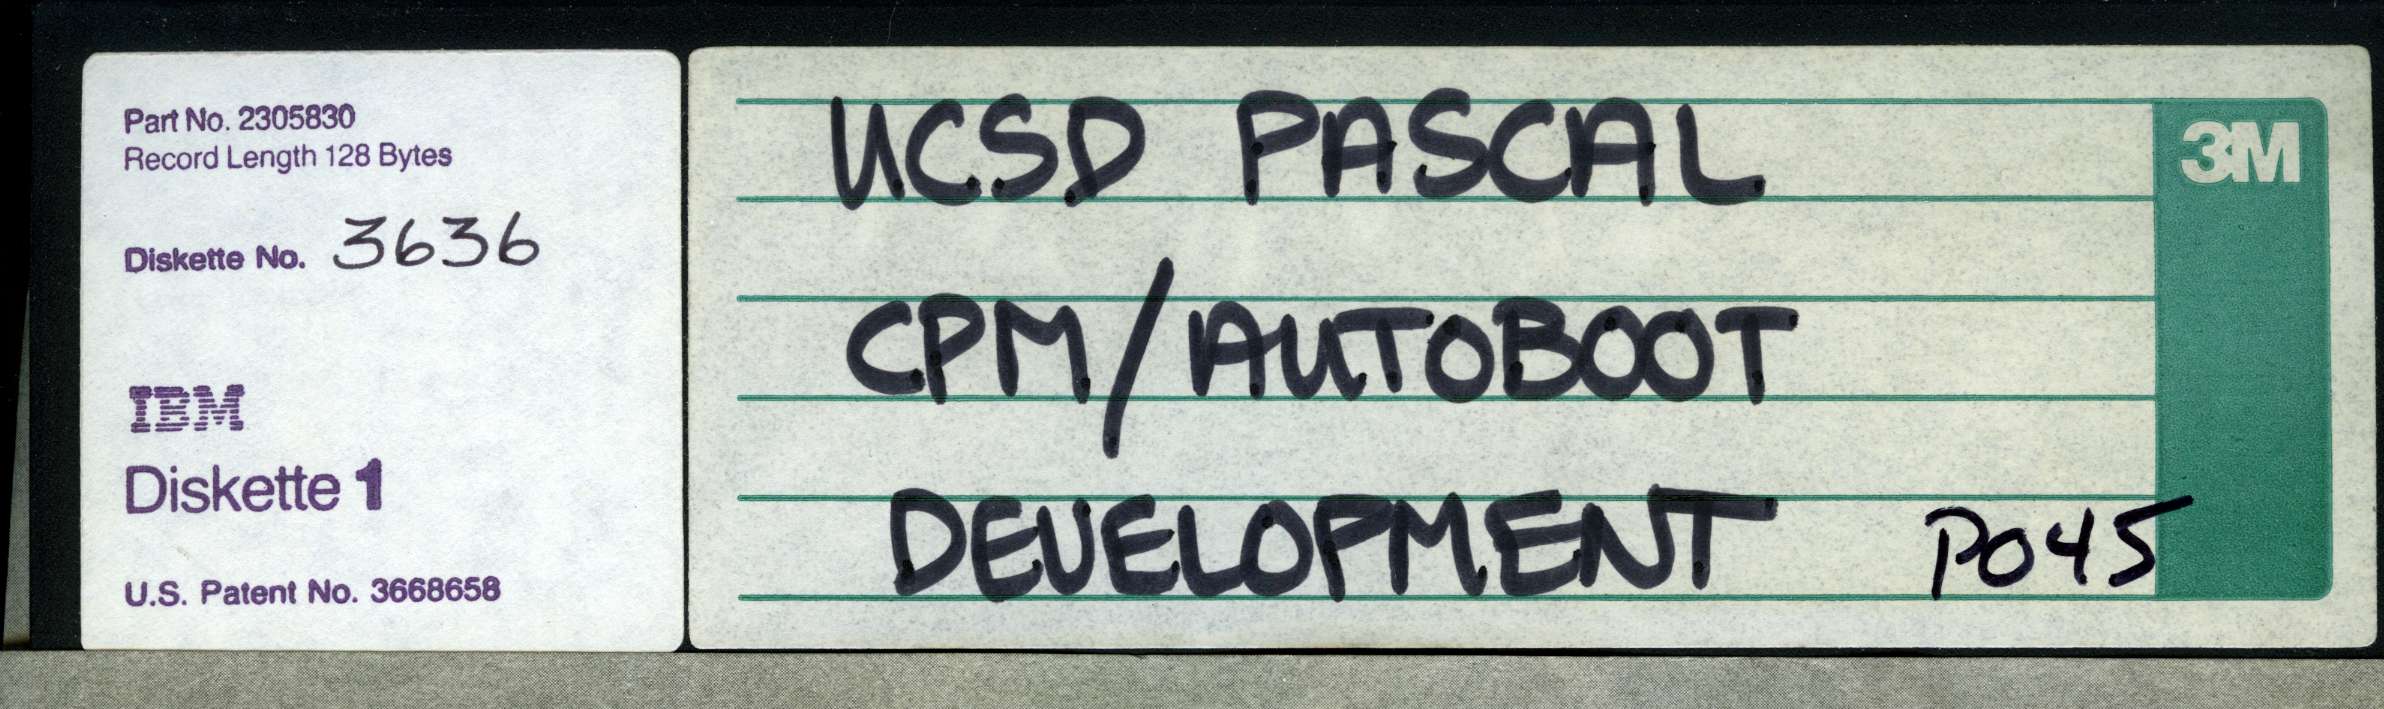 Part No. 2305830
Record Length 128 Bytes
Diskette No. 3636
IBM
Diskette 1
U.S. Patent No. 3668658
UCSD PASCAL
CPM/AUTOBOOT
DEVELOPMENT
P045
3M